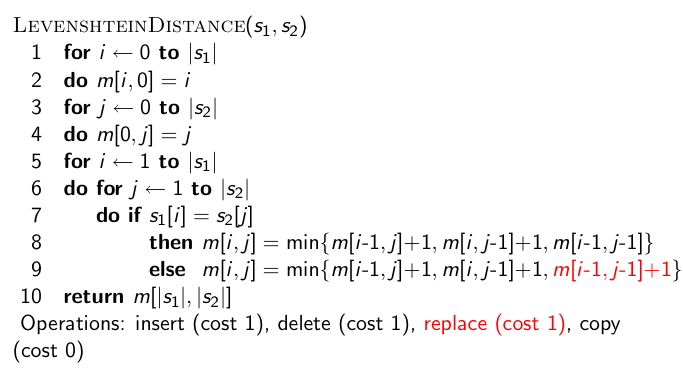 LevenshteinDistance(s₁, s₂)
1 for i ← 0 to |s₁|
2 do m[i, 0] = i
3 for j ← 0 to |s₂|
4 do m[0, j] = j
5 for i ← 1 to |s₁|
6 do for j ← 1 to |s₂|
7 do if s₁[i] = s₂[j]
8 then m[i, j] = min{m[i-1, j]+1, m[i, j-1]+1, m[i-1, j-1]}
9 else m[i, j] = min{m[i-1, j]+1, m[i, j-1]+1, m[i-1, j-1]+1}
10 return m[|s₁|, |s₂|]
Operations: insert (cost 1), delete (cost 1), replace (cost 1), copy
(cost 0)